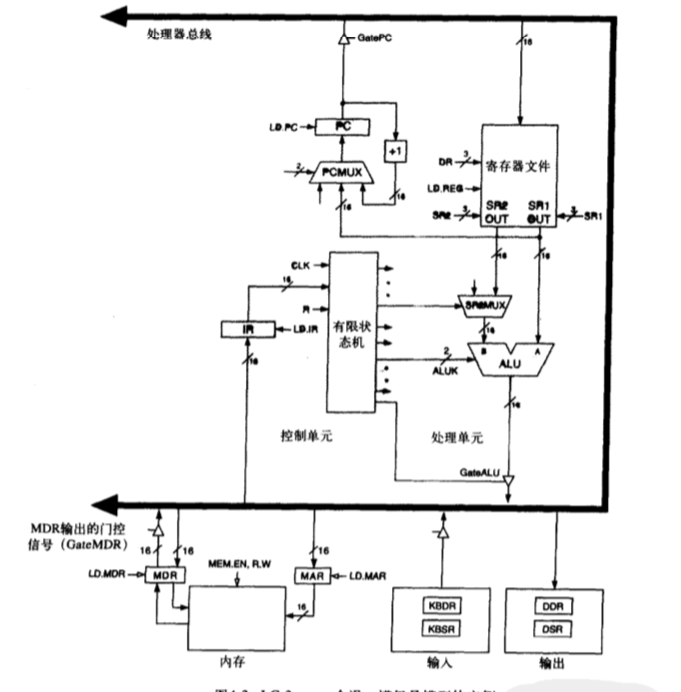 处理器总线
GatePC
16
LD.PC
PC
+1
2
PCMUX
16
16
DR
3
寄存器文件
LD.REG
SR2
3
SR2 OUT
SR1 OUT
3
SR1
16
16
CLK
16
R
IR
LD.IR
16
有限状态机
SR2MUX
16
B
A
ALU
2
ALUK
16
控制单元
处理单元
GateALU
MDR输出的门控
信号(GateMDR)
16
16
16
LD.MDR
MDR
MEM.EN, R.W
MAR
LD.MAR
16
KBDR
KBSR
DDR
DSR
内存
输入
输出